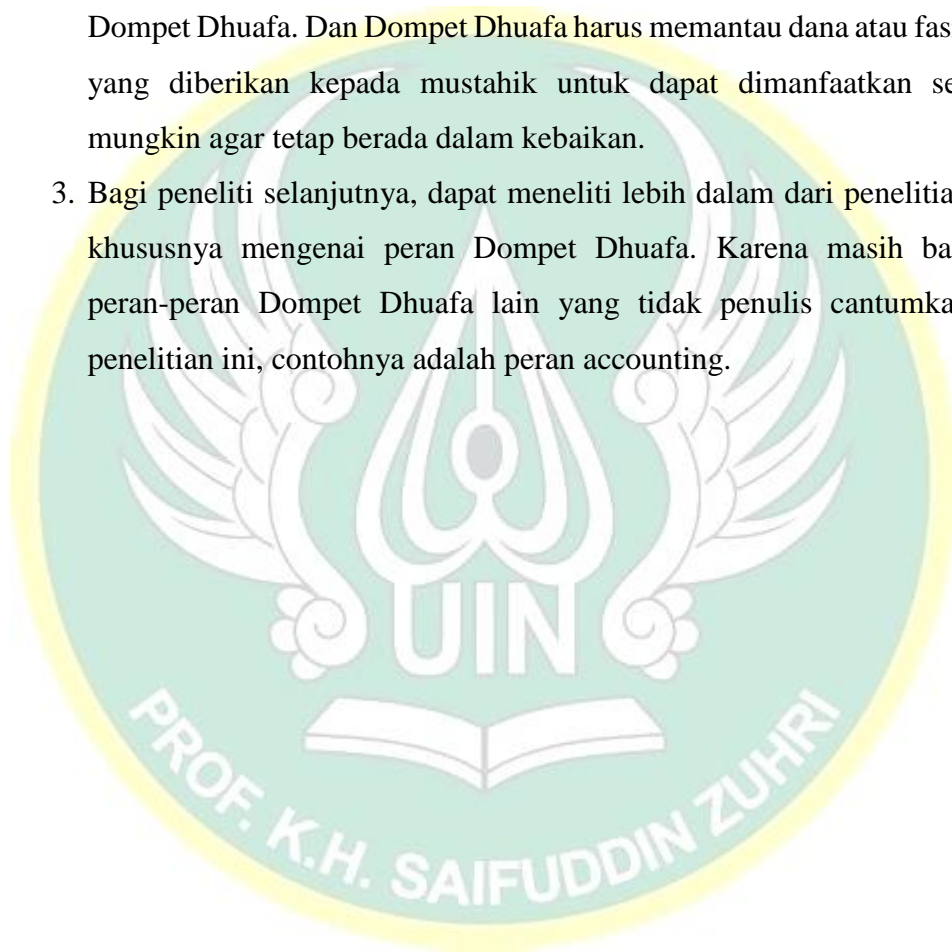 Dompet Dhuafa. Dan Dompet Dhuafa harus memantau dana atau fas
yang diberikan kepada mustahik untuk dapat dimanfaatkan se
mungkin agar tetap berada dalam kebaikan.
3. Bagi peneliti selanjutnya, dapat meneliti lebih dalam dari penelitia
khususnya mengenai peran Dompet Dhuafa. Karena masih ba
peran-peran Dompet Dhuafa lain yang tidak penulis cantumka
penelitian ini, contohnya adalah peran accounting.
UIN
PROF. K.H. SAIFUDDIN ZUHRI